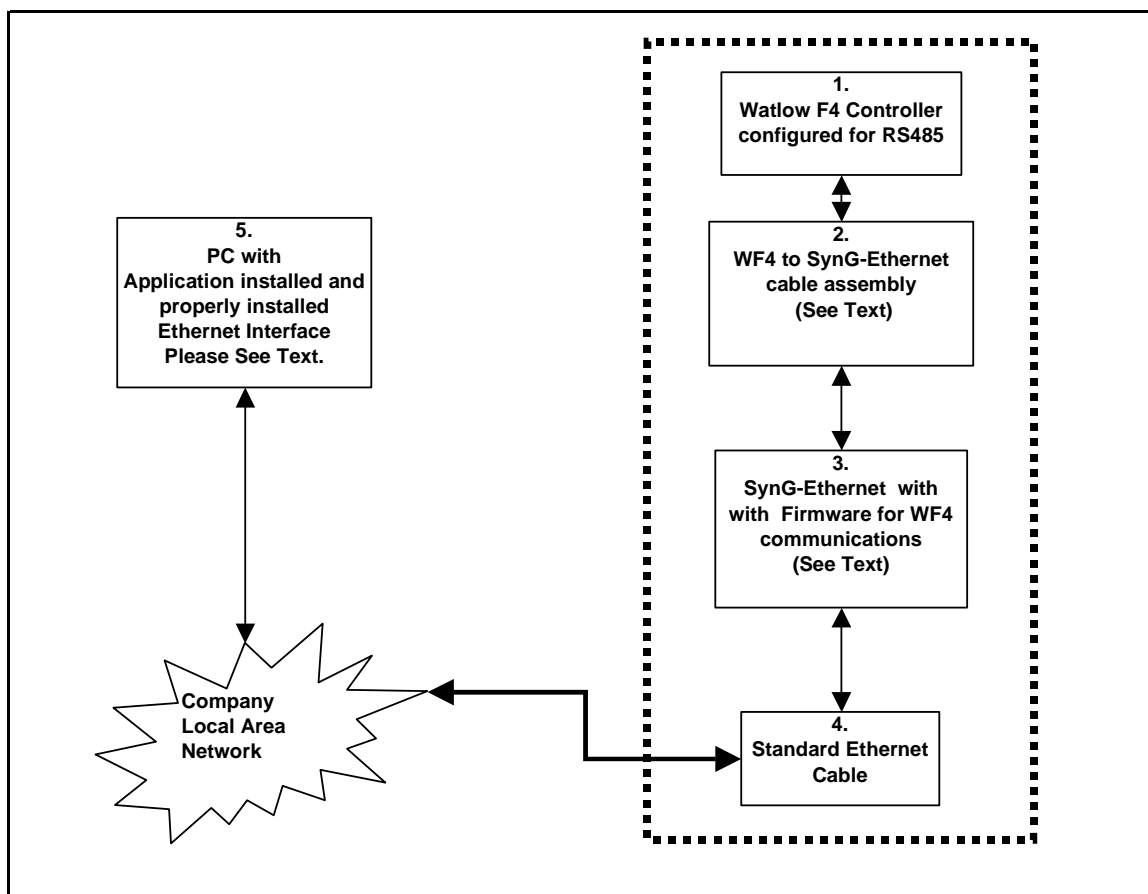 1.
Watlow F4 Controller
configured for RS485
2.
WF4 to SynG-Ethernet
cable assembly
(See Text)
3.
SynG-Ethernet with
with Firmware for WF4
communications
(See Text)
4.
Standard Ethernet
Cable
5.
PC with
Application installed and
properly installed
Ethernet Interface
Please See Text.
Company
Local Area
Network